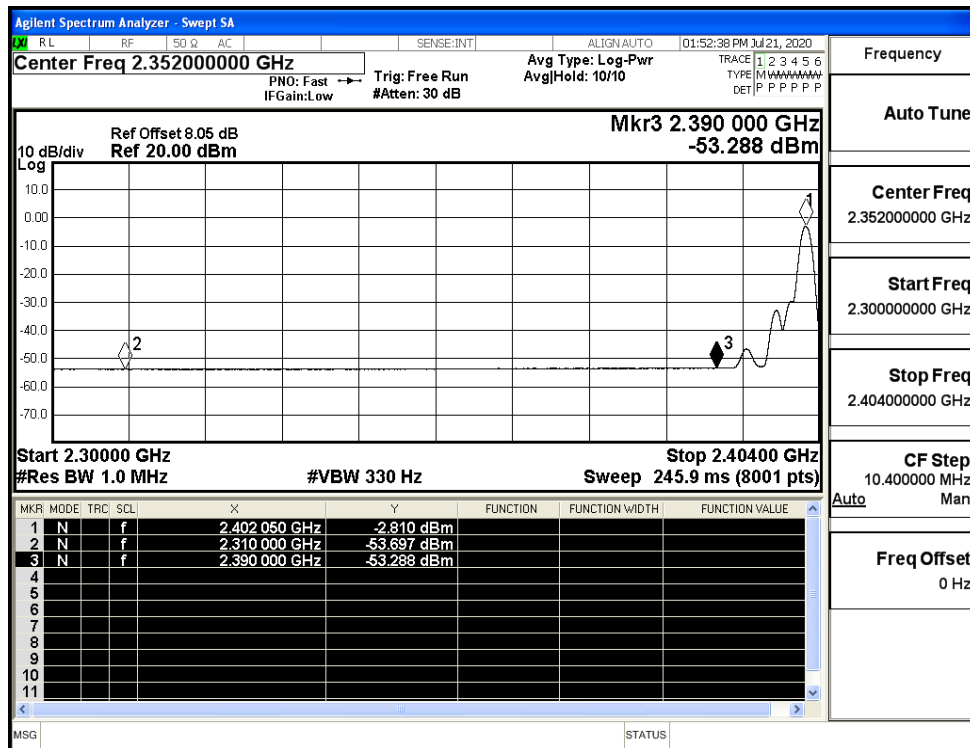 Agilent Spectrum Analyzer - Swept SA
LXI RL RF 50 Ω AC SENSE:INT ALIGN AUTO 01:52:38 PM Jul 21, 2020
Center Freq 2.352000000 GHz
PNO: Fast
IFGain:Low
Trig: Free Run
#Atten: 30 dB
Avg Type: Log-Pwr
Avg|Hold: 10/10
TRACE 1 2 3 4 5 6
TYPE M WWWWW
DET P P P P P P
Ref Offset 8.05 dB
10 dB/div Ref 20.00 dBm
Log
Mkr3 2.390 000 GHz
-53.288 dBm
10.0
0.00
-10.0
-20.0
-30.0
-40.0
-50.0
-60.0
-70.0
1
2
3
Start 2.30000 GHz Stop 2.40400 GHz
#Res BW 1.0 MHz #VBW 330 Hz Sweep 245.9 ms (8001 pts)
MKR MODE TRC SCL X Y FUNCTION FUNCTION WIDTH FUNCTION VALUE
1 N f 2.402 050 GHz -2.810 dBm
2 N f 2.310 000 GHz -53.697 dBm
3 N f 2.390 000 GHz -53.288 dBm
4
5
6
7
8
9
10
11
MSG STATUS
Frequency
Auto Tune
Center Freq
2.352000000 GHz
Start Freq
2.300000000 GHz
Stop Freq
2.404000000 GHz
CF Step
10.400000 MHz
Auto Man
Freq Offset
0 Hz